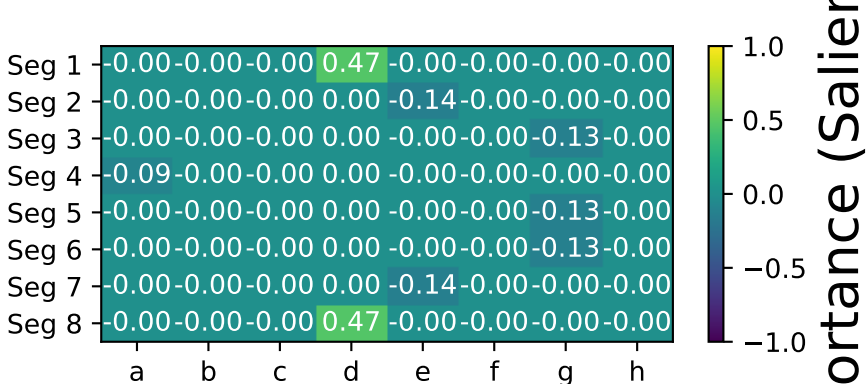 Seg 1 -0.00 -0.00 -0.00 0.47 -0.00 -0.00 -0.00 -0.00
Seg 2 -0.00 -0.00 -0.00 0.00 -0.14 -0.00 -0.00 -0.00
Seg 3 -0.00 -0.00 -0.00 0.00 -0.00 -0.00 -0.13 -0.00
Seg 4 -0.09 -0.00 -0.00 0.00 -0.00 -0.00 -0.00 -0.00
Seg 5 -0.00 -0.00 -0.00 0.00 -0.00 -0.00 -0.13 -0.00
Seg 6 -0.00 -0.00 -0.00 0.00 -0.00 -0.00 -0.13 -0.00
Seg 7 -0.00 -0.00 -0.00 0.00 -0.14 -0.00 -0.00 -0.00
Seg 8 -0.00 -0.00 -0.00 0.47 -0.00 -0.00 -0.00 -0.00
a b c d e f g h
1.0
0.5
0.0
−0.5
−1.0
ortance (Salie